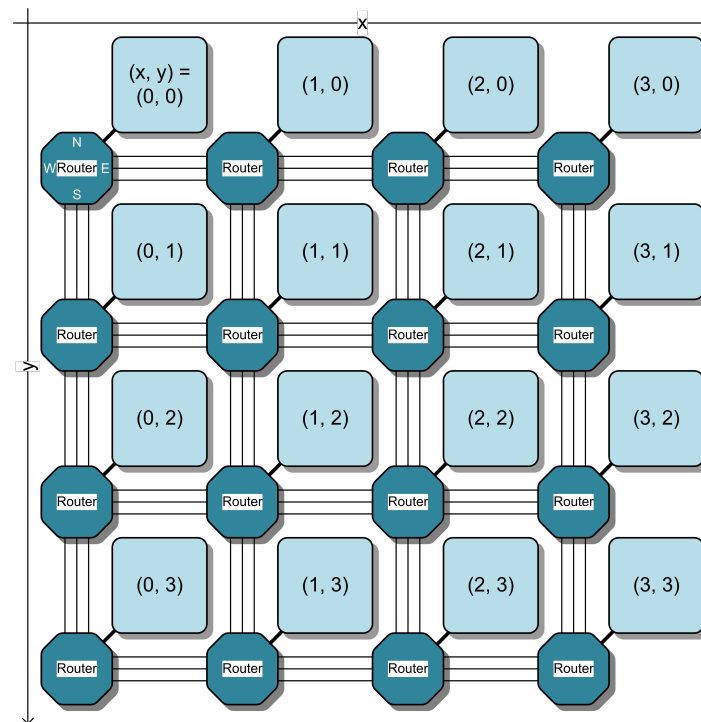 x
(x, y) =
(0, 0)
(1, 0)
(2, 0)
(3, 0)
N
W Router E
S
Router
Router
Router
(0, 1)
(1, 1)
(2, 1)
(3, 1)
Router
Router
Router
Router
y
(0, 2)
(1, 2)
(2, 2)
(3, 2)
Router
Router
Router
Router
(0, 3)
(1, 3)
(2, 3)
(3, 3)
Router
Router
Router
Router